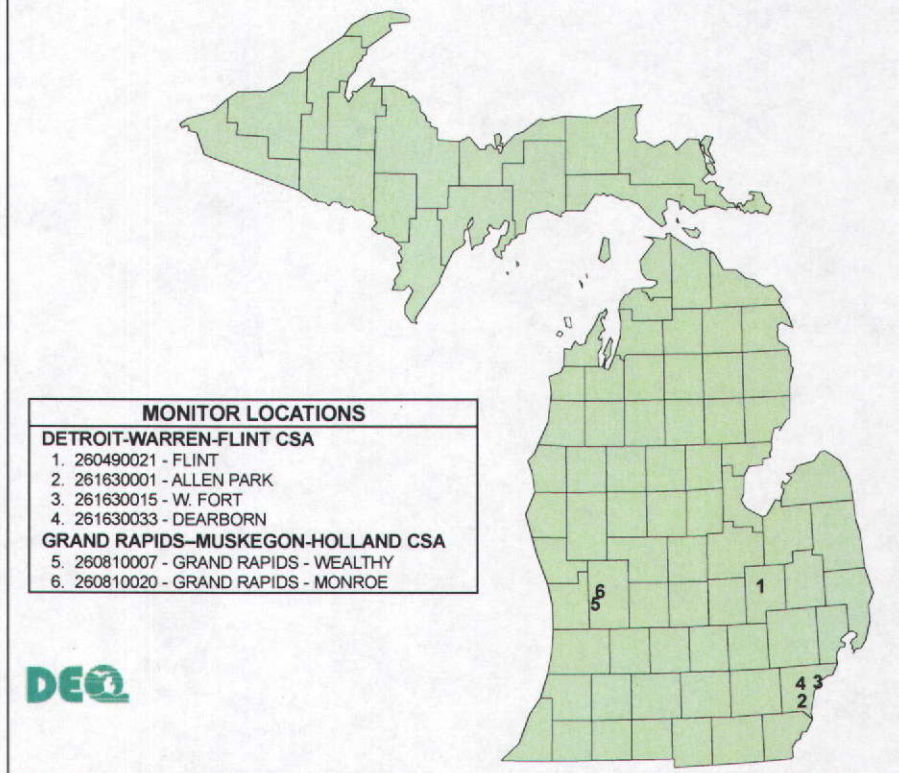 MONITOR LOCATIONS
DETROIT-WARREN-FLINT CSA
1. 260490021 - FLINT
2. 261630001 - ALLEN PARK
3. 261630015 - W. FORT
4. 261630033 - DEARBORN
GRAND RAPIDS–MUSKEGON-HOLLAND CSA
5. 260810007 - GRAND RAPIDS - WEALTHY
6. 260810020 - GRAND RAPIDS - MONROE
6
5
1
4 3
2
DEQ